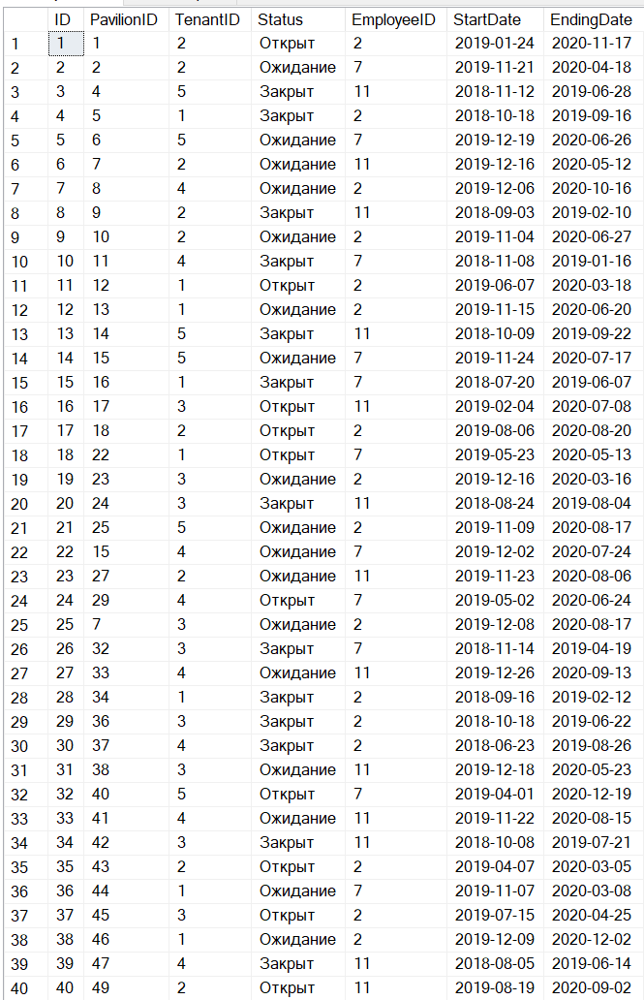 ID PavilionID TenantID Status EmployeeID StartDate EndingDate
1 1 1 2 Открыт 2 2019-01-24 2020-11-17
2 2 2 2 Ожидание 7 2019-11-21 2020-04-18
3 3 4 5 Закрыт 11 2018-11-12 2019-06-28
4 4 5 1 Закрыт 2 2018-10-18 2019-09-16
5 5 6 5 Ожидание 7 2019-12-19 2020-06-26
6 6 7 2 Ожидание 11 2019-12-16 2020-05-12
7 7 8 4 Ожидание 2 2019-12-06 2020-10-16
8 8 9 2 Закрыт 11 2018-09-03 2019-02-10
9 9 10 2 Ожидание 2 2019-11-04 2020-06-27
10 10 11 4 Закрыт 7 2018-11-08 2019-01-16
11 11 12 1 Открыт 2 2019-06-07 2020-03-18
12 12 13 1 Ожидание 2 2019-11-15 2020-06-20
13 13 14 5 Закрыт 11 2018-10-09 2019-09-22
14 14 15 5 Ожидание 7 2019-11-24 2020-07-17
15 15 16 1 Закрыт 7 2018-07-20 2019-06-07
16 16 17 3 Открыт 11 2019-02-04 2020-07-08
17 17 18 2 Открыт 2 2019-08-06 2020-08-20
18 18 22 1 Открыт 7 2019-05-23 2020-05-13
19 19 23 3 Ожидание 2 2019-12-16 2020-03-16
20 20 24 3 Закрыт 11 2018-08-24 2019-08-04
21 21 25 5 Ожидание 2 2019-11-09 2020-08-17
22 22 15 4 Ожидание 7 2019-12-02 2020-07-24
23 23 27 2 Ожидание 11 2019-11-23 2020-08-06
24 24 29 4 Открыт 7 2019-05-02 2020-06-24
25 25 7 3 Ожидание 2 2019-12-08 2020-08-17
26 26 32 3 Закрыт 7 2018-11-14 2019-04-19
27 27 33 4 Ожидание 11 2019-12-26 2020-09-13
28 28 34 1 Закрыт 2 2018-09-16 2019-02-12
29 29 36 3 Закрыт 2 2018-10-18 2019-06-22
30 30 37 4 Закрыт 2 2018-06-23 2019-08-26
31 31 38 3 Ожидание 11 2019-12-18 2020-05-23
32 32 40 5 Открыт 7 2019-04-01 2020-12-19
33 33 41 4 Ожидание 11 2019-11-22 2020-08-15
34 34 42 3 Закрыт 11 2018-10-08 2019-07-21
35 35 43 2 Открыт 2 2019-04-07 2020-03-05
36 36 44 1 Ожидание 7 2019-11-07 2020-03-08
37 37 45 3 Открыт 2 2019-07-15 2020-04-25
38 38 46 1 Ожидание 2 2019-12-09 2020-12-02
39 39 47 4 Закрыт 11 2018-08-05 2019-06-14
40 40 49 2 Открыт 11 2019-08-19 2020-09-02